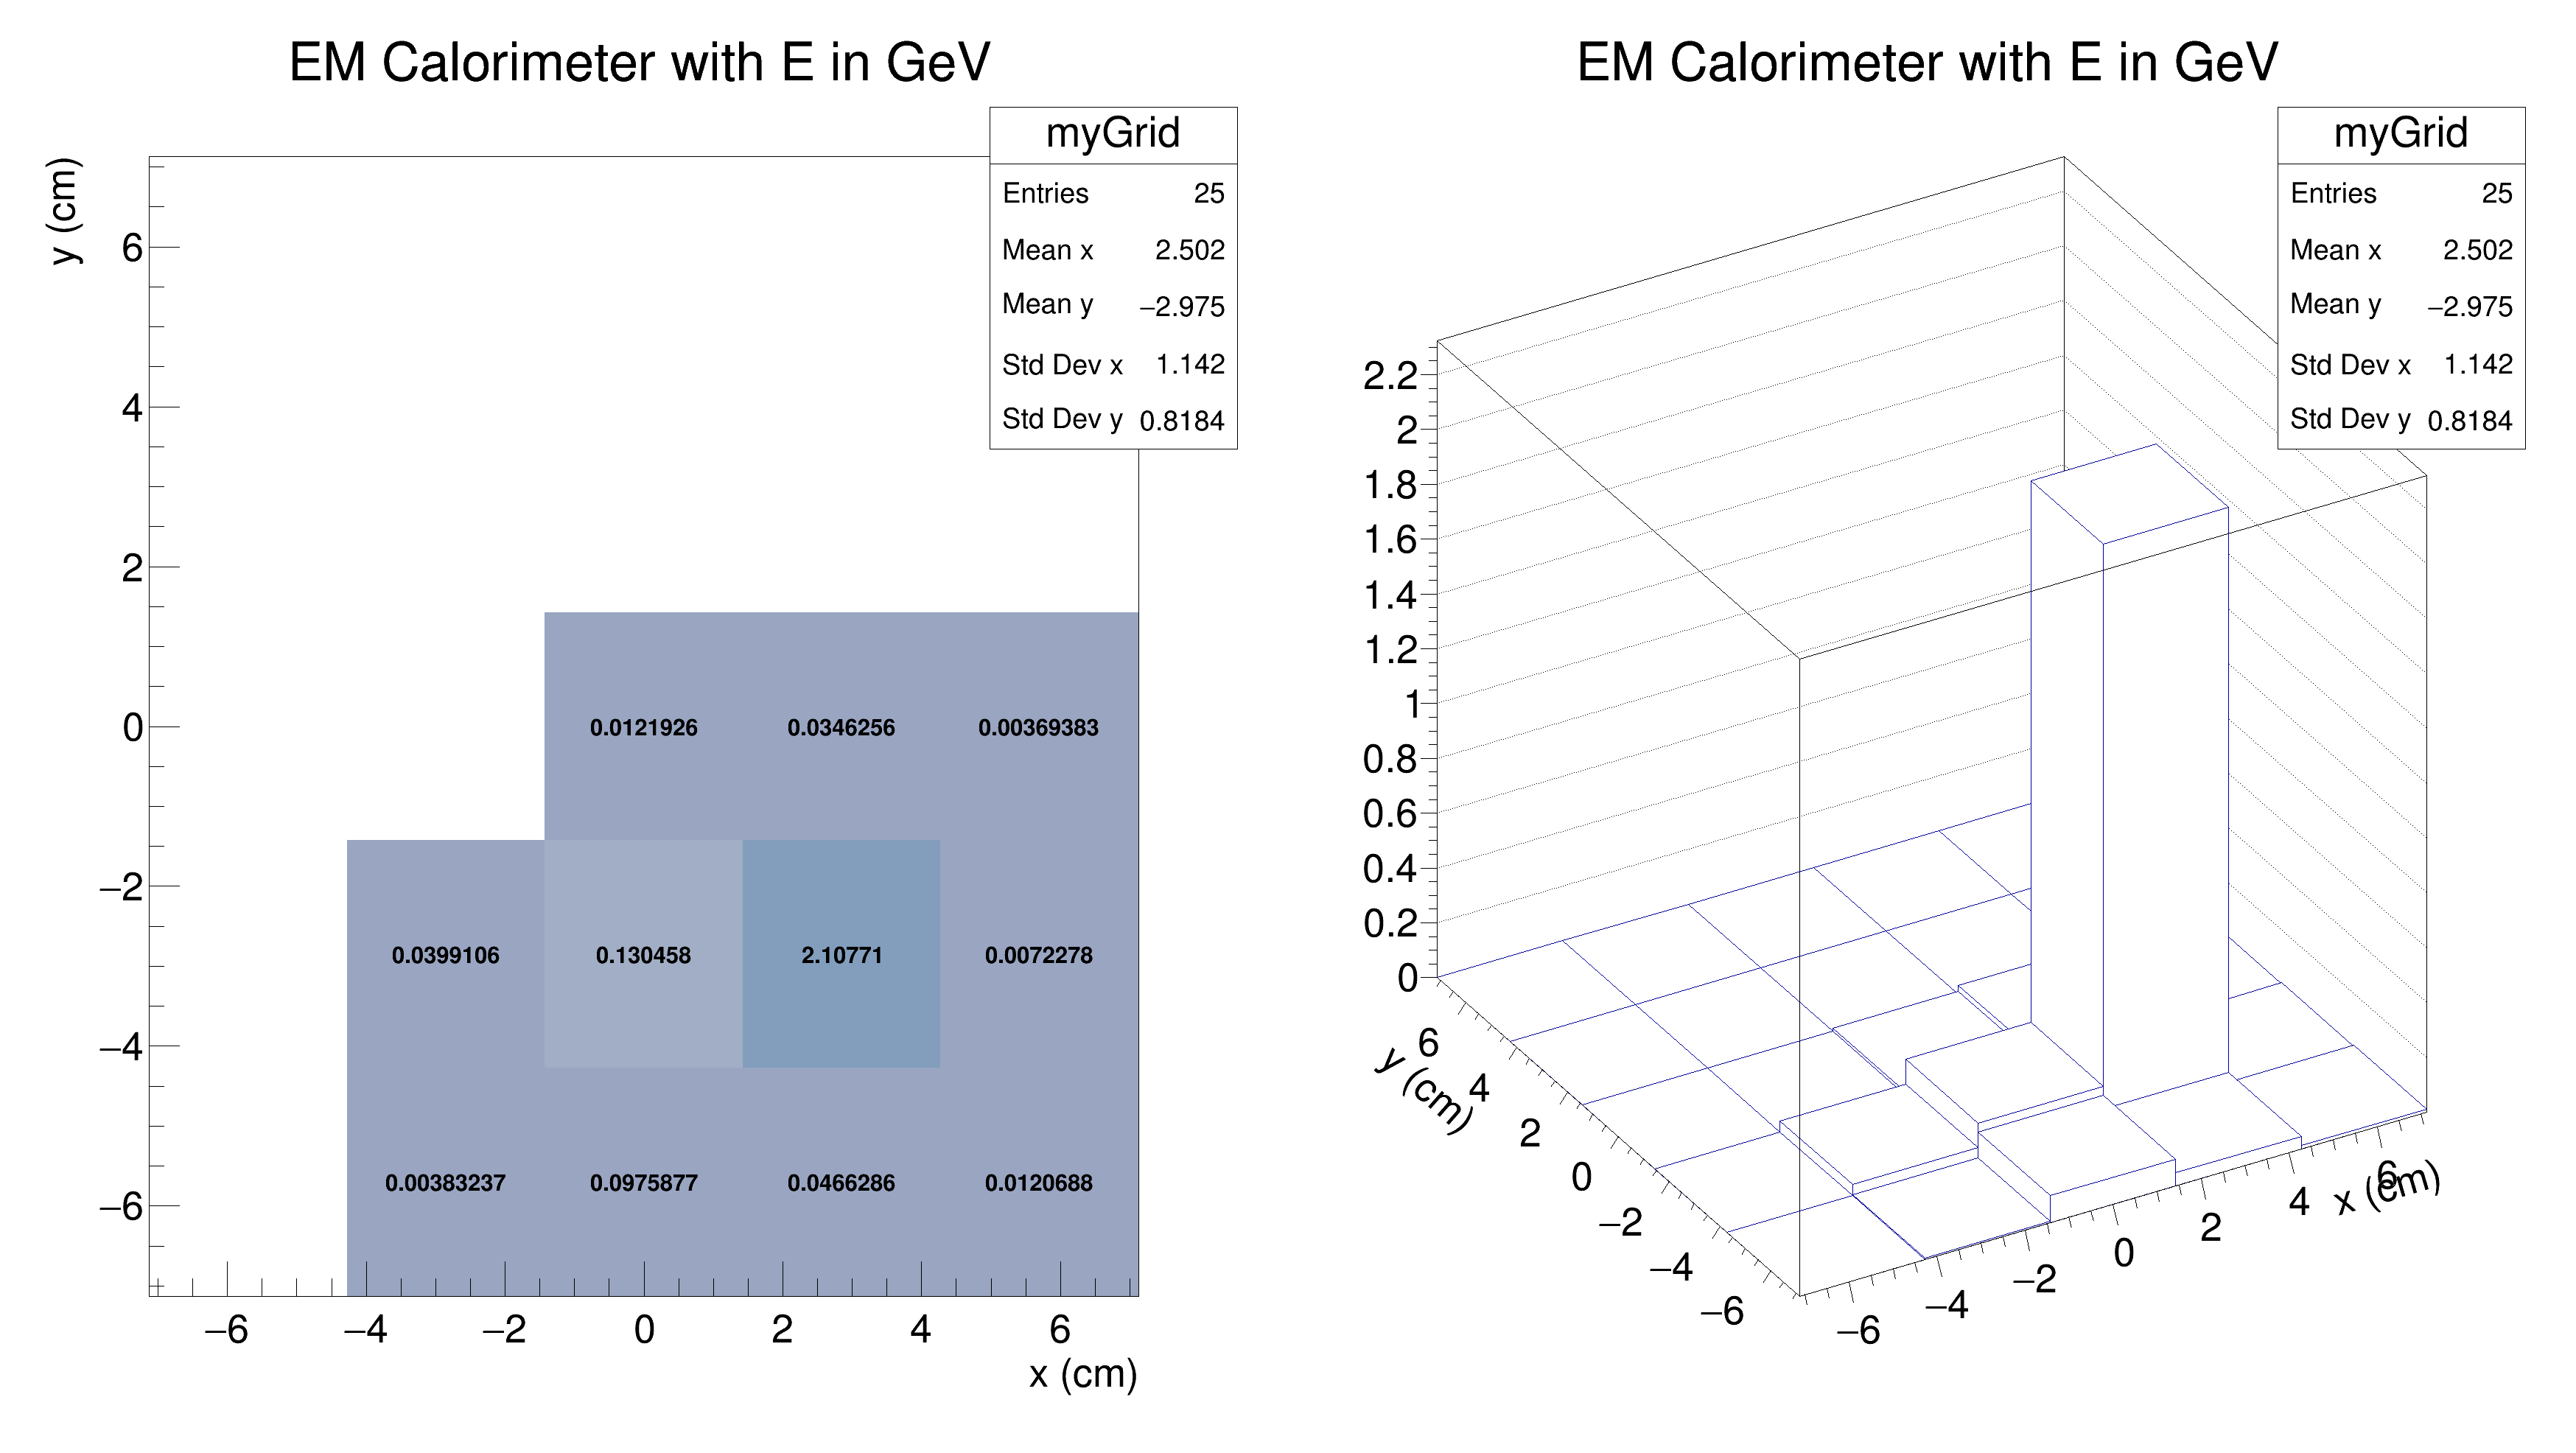 EM Calorimeter with E in GeV
myGrid
Entries 25
Mean x 2.502
Mean y −2.975
Std Dev x 1.142
Std Dev y 0.8184
y (cm)
6
4
2
0
−2
−4
−6
0.0121926 0.0346256 0.00369383
0.0399106 0.130458 2.10771 0.0072278
0.00383237 0.0975877 0.0466286 0.0120688
−6 −4 −2 0 2 4 6
x (cm)
EM Calorimeter with E in GeV
myGrid
Entries 25
Mean x 2.502
Mean y −2.975
Std Dev x 1.142
Std Dev y 0.8184
2.2
2
1.8
1.6
1.4
1.2
1
0.8
0.6
0.4
0.2
0
6
4
2
0
−2
−4
−6
y (cm)
−6 −4 −2 0 2 4 6
x (cm)